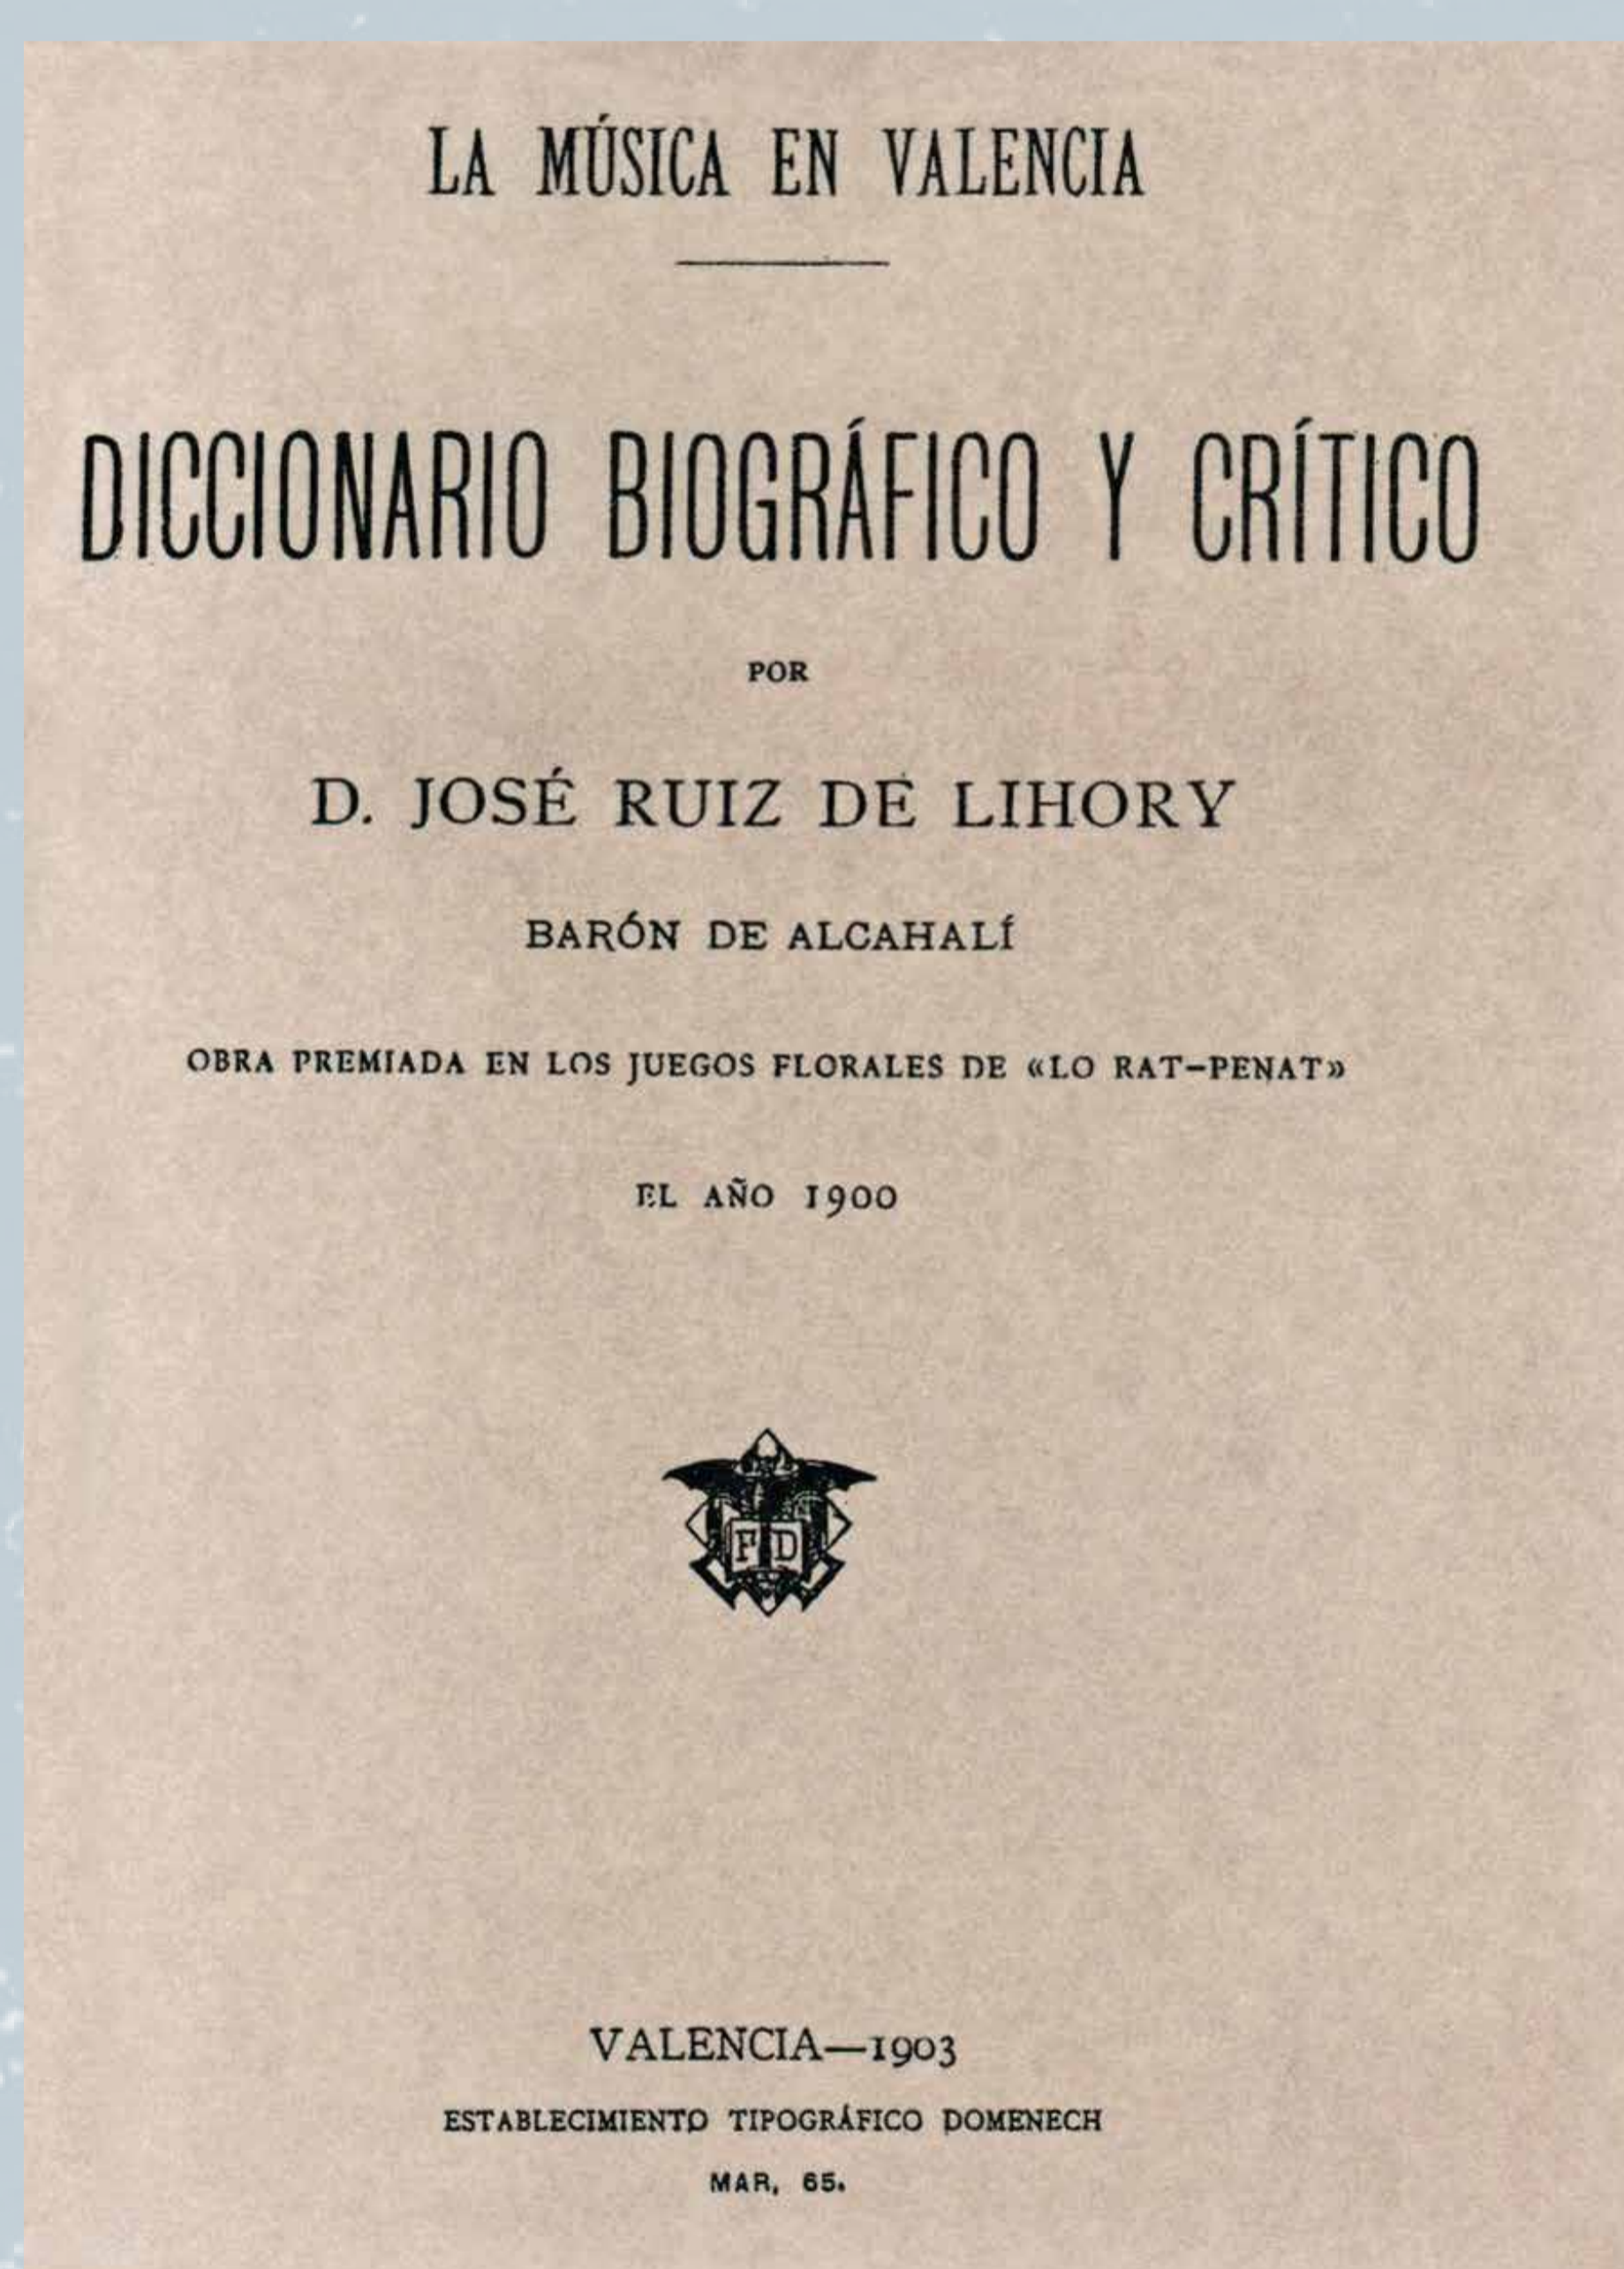 LA MÚSICA EN VALENCIA
DICCIONARIO BIOGRÁFICO Y CRÍTICO
POR
D. JOSÉ RUIZ DE LIHORY
BARÓN DE ALCAHALÍ
OBRA PREMIADA EN LOS JUEGOS FLORALES DE «LO RAT-PENAT»
EL AÑO 1900
F D
VALENCIA—1903
ESTABLECIMIENTO TIPOGRÁFICO DOMENECH
MAR, 65.